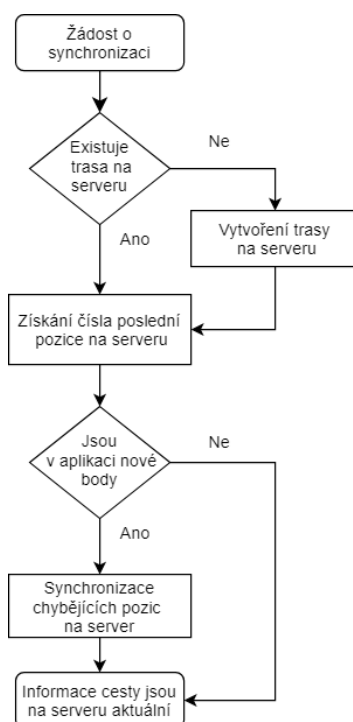 Žádost o
synchronizaci
Existuje
trasa na
serveru
Ne
Ano
Vytvoření trasy
na serveru
Získání čísla poslední
pozice na serveru
Jsou
v aplikaci nové
body
Ne
Ano
Synchronizace
chybějících pozic
na server
Informace cesty jsou
na serveru aktuální